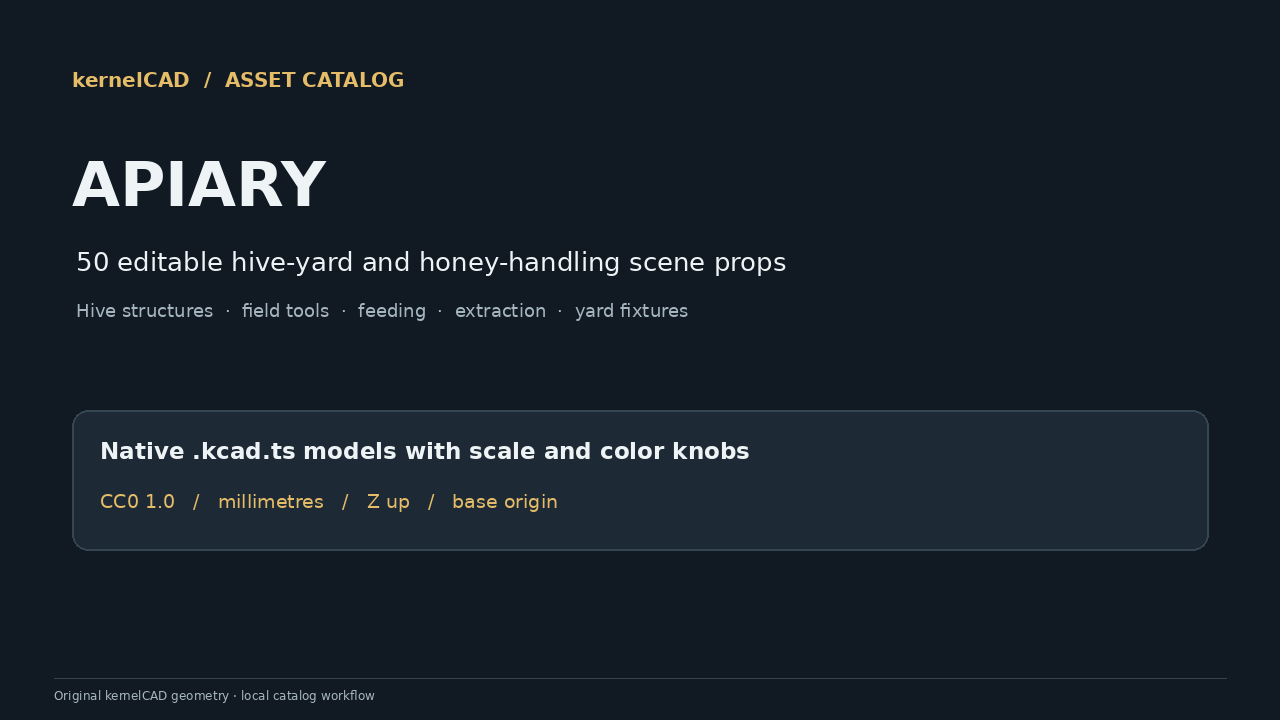 kernelCAD / ASSET CATALOG
APIARY
50 editable hive-yard and honey-handling scene props
Hive structures · field tools · feeding · extraction · yard fixtures
Native .kcad.ts models with scale and color knobs
CC0 1.0 / millimetres / Z up / base origin
Original kernelCAD geometry · local catalog workflow